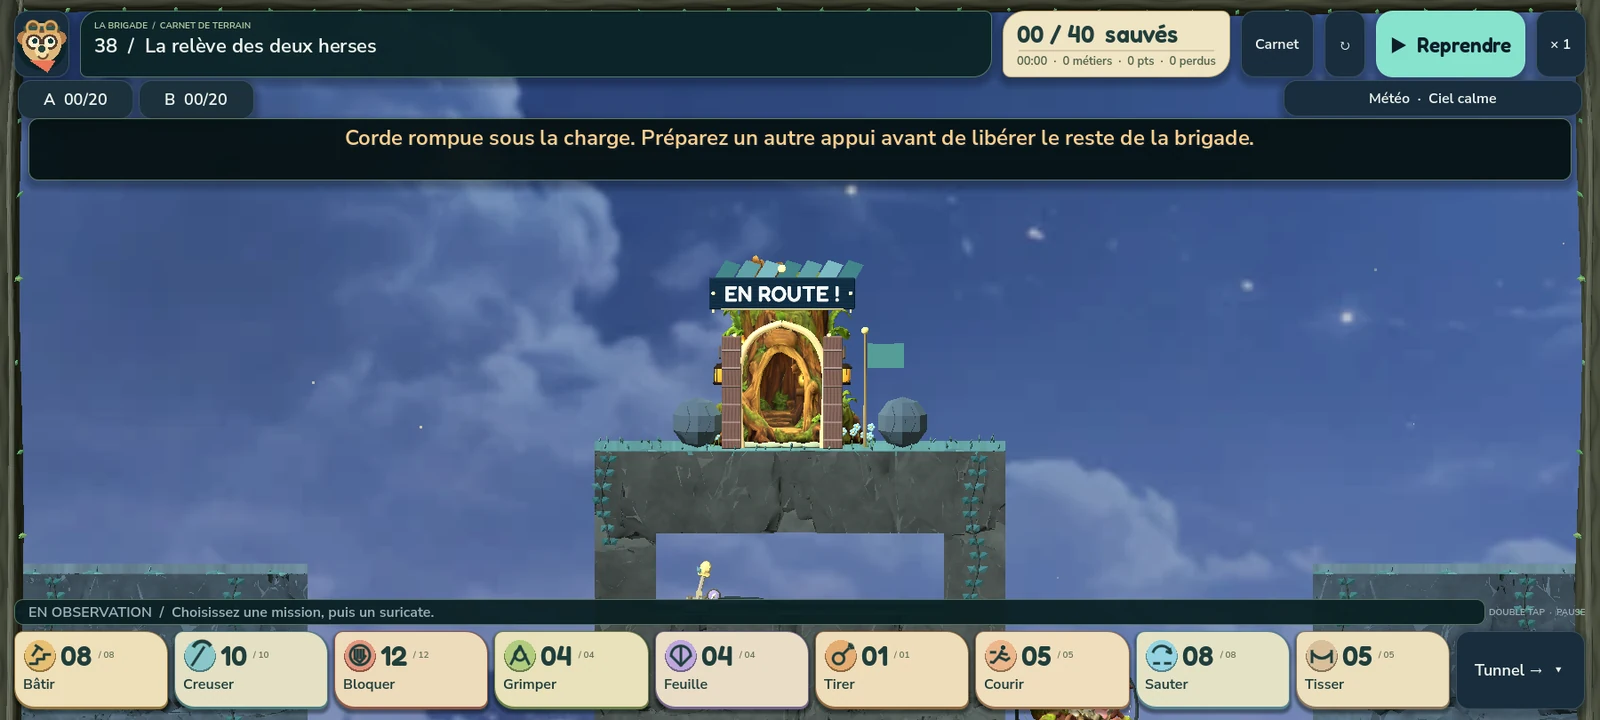 LA BRIGADE / CARNET DE TERRAIN
38 / La relève des deux herses
00 / 40 sauvés
00:00 · 0 métiers · 0 pts · 0 perdus
Carnet
↻
▶ Reprendre
× 1
A 00/20
B 00/20
Météo · Ciel calme
Corde rompue sous la charge. Préparez un autre appui avant de libérer le reste de la brigade.
· EN ROUTE ! ·
EN OBSERVATION / Choisissez une mission, puis un suricate.
DOUBLE TAP · PAUSE
08 / 08
Bâtir
10 / 10
Creuser
12 / 12
Bloquer
04 / 04
Grimper
04 / 04
Feuille
01 / 01
Tirer
05 / 05
Courir
08 / 08
Sauter
05 / 05
Tisser
Tunnel → ▼